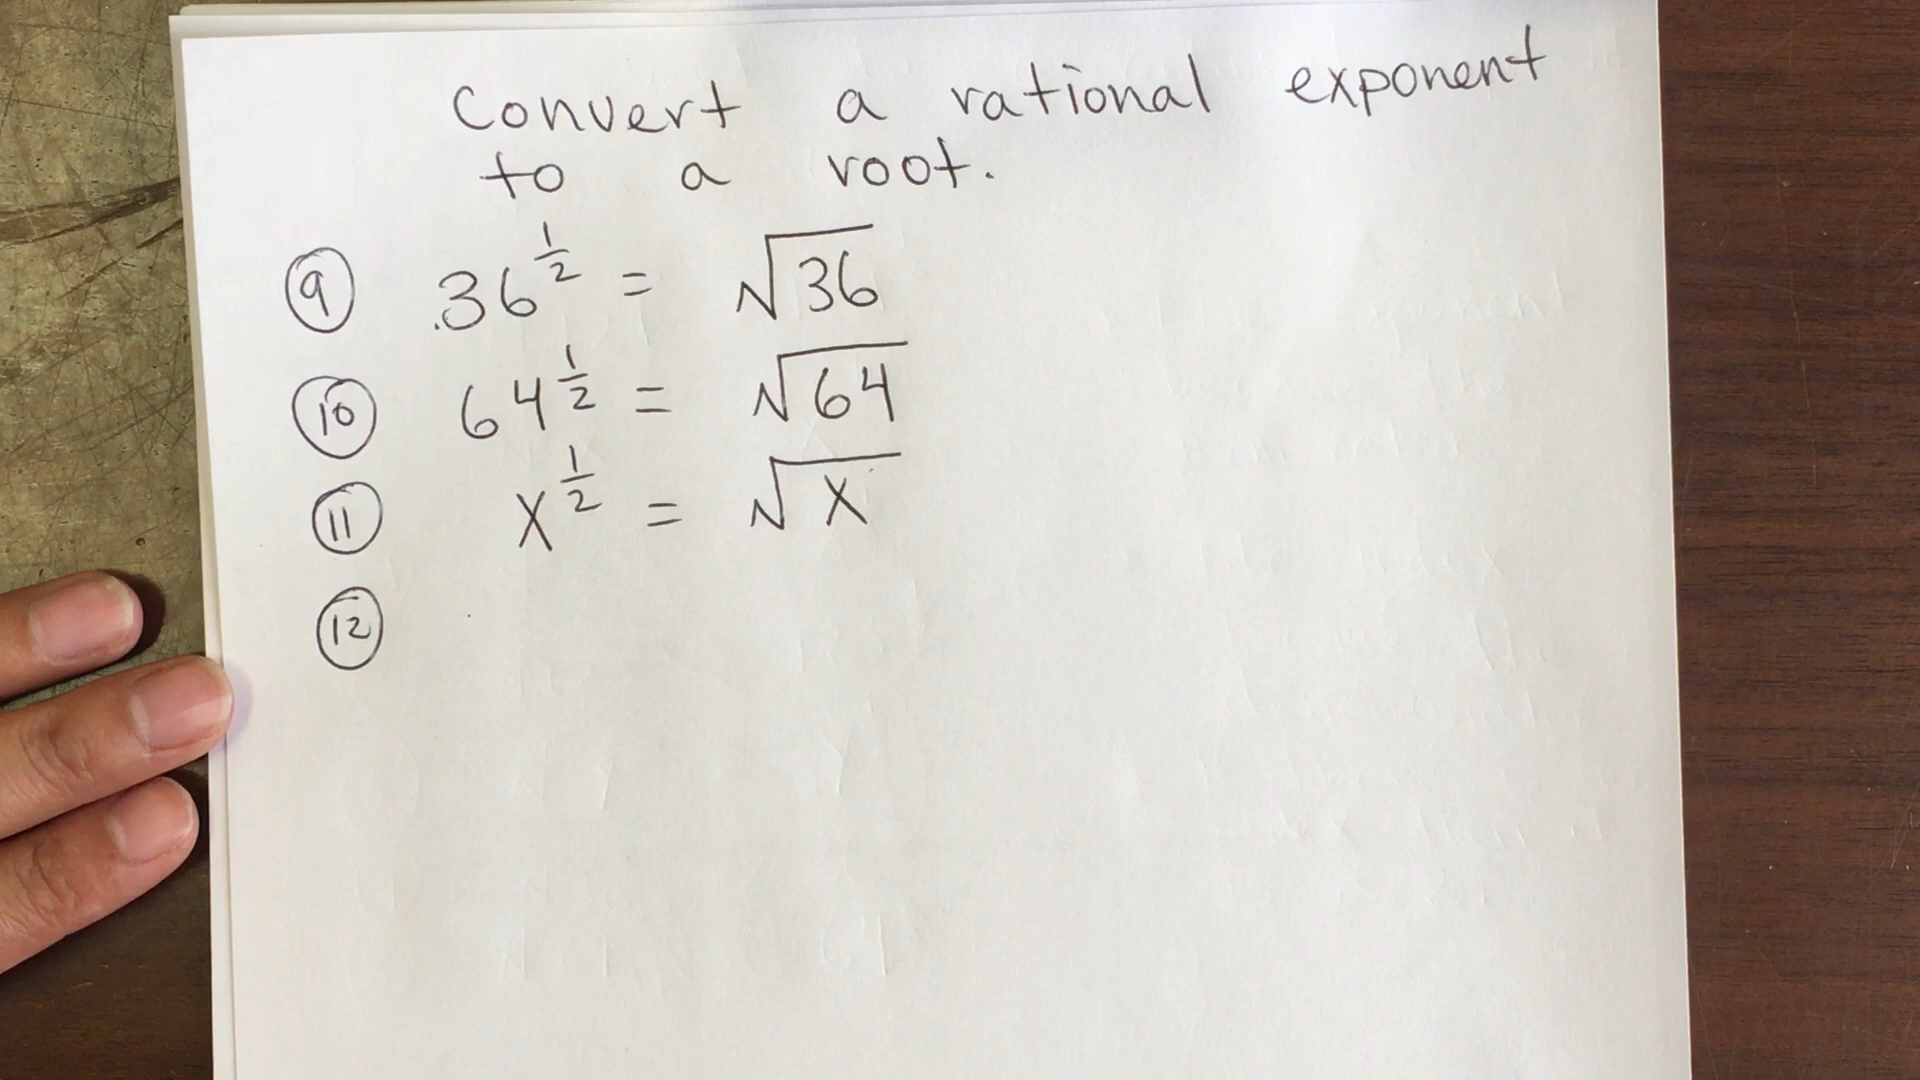 Convert a rational exponent
to a root.
⑨ 36^(1/2) = √36
⑩ 64^(1/2) = √64
⑪ x^(1/2) = √x
⑫